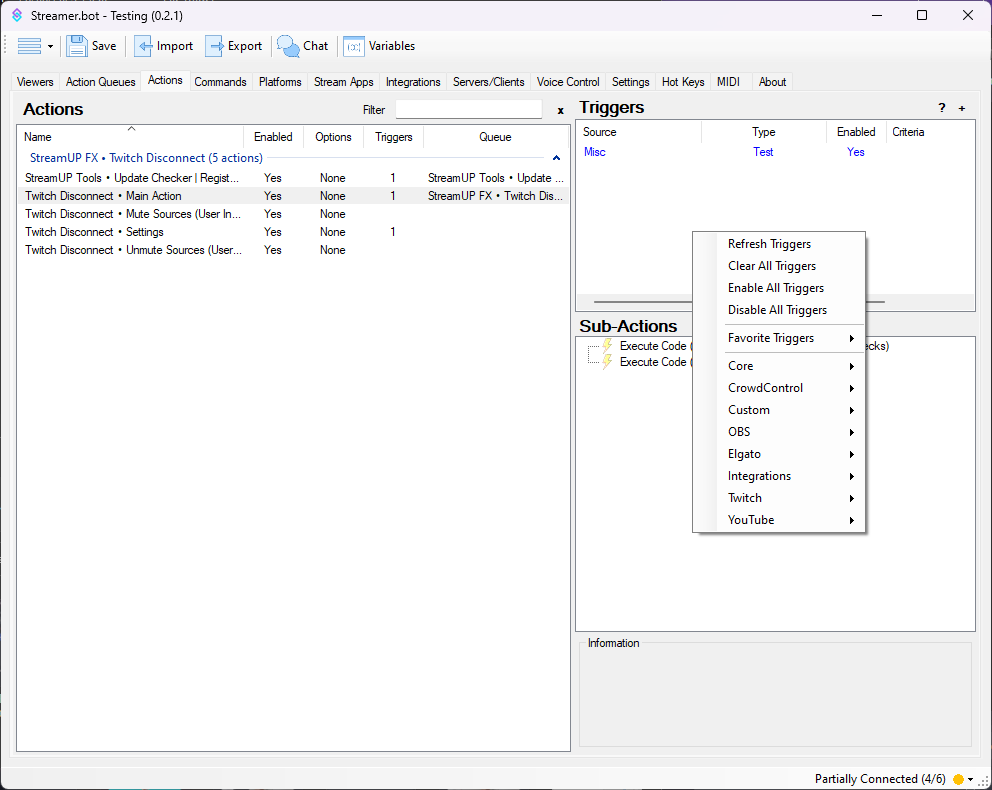 Streamer.bot - Testing (0.2.1)
Save Import Export Chat Variables
Viewers Action Queues Actions Commands Platforms Stream Apps Integrations Servers/Clients Voice Control Settings Hot Keys MIDI About
Actions Filter x
Name Enabled Options Triggers Queue
StreamUP FX • Twitch Disconnect (5 actions)
StreamUP Tools • Update Checker | Regist... Yes None 1 StreamUP Tools • Update ...
Twitch Disconnect • Main Action Yes None 1 StreamUP FX • Twitch Dis...
Twitch Disconnect • Mute Sources (User In... Yes None
Twitch Disconnect • Settings Yes None 1
Twitch Disconnect • Unmute Sources (User... Yes None
Triggers ? +
Source Type Enabled Criteria
Misc Test Yes
Refresh Triggers
Clear All Triggers
Enable All Triggers
Disable All Triggers
Favorite Triggers
Core
CrowdControl
Custom
OBS
Elgato
Integrations
Twitch
YouTube
Sub-Actions
Execute Code ( cks)
Execute Code (
Information
Partially Connected (4/6)